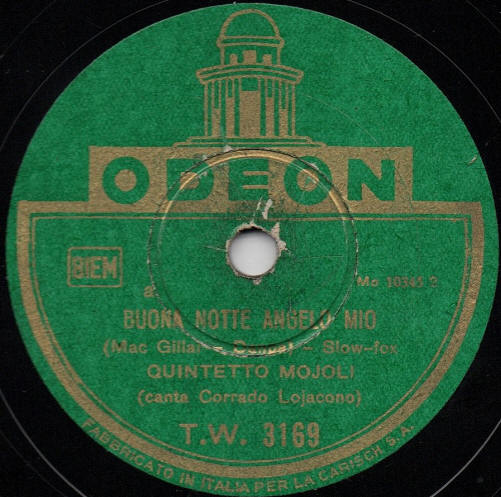 ODEON
BIEM
Mo 10345 2
a
BUONA NOTTE ANGELO MIO
(Mac Gillar – – Slow-fox
QUINTETTO MOJOLI
(canta Corrado Lojacono)
T.W. 3169
FABBRICATO IN ITALIA PER LA CARISCH S.A.